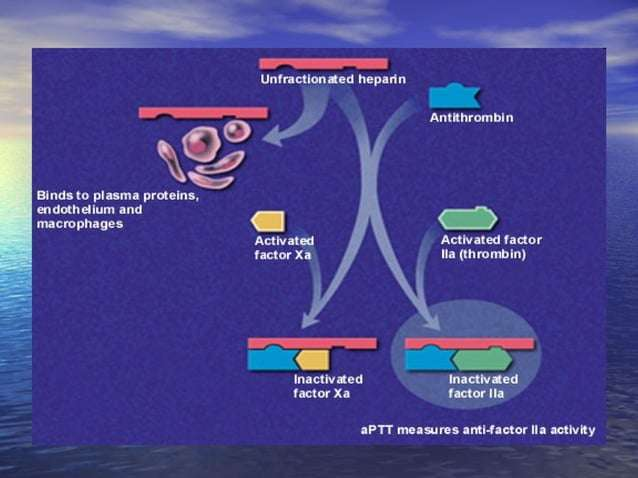 Unfractionated heparin
Antithrombin
Binds to plasma proteins,
endothelium and
macrophages
Activated
factor Xa
Activated factor
IIa (thrombin)
Inactivated
factor Xa
Inactivated
factor IIa
aPTT measures anti-factor IIa activity